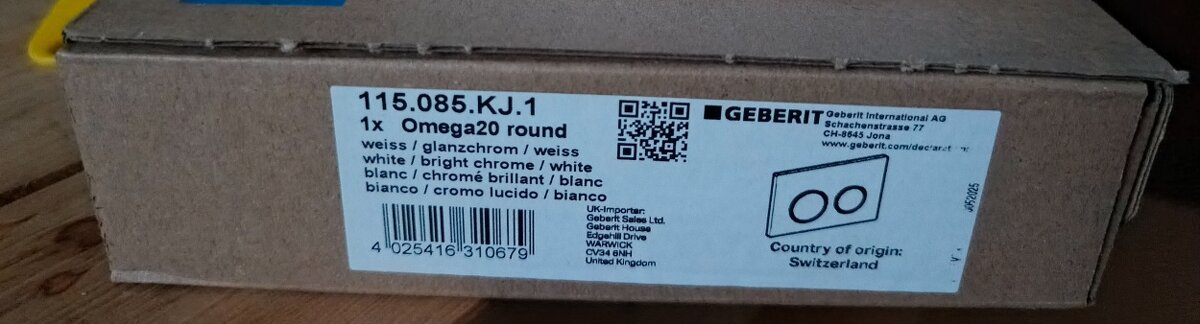 115.085.KJ.1
1x Omega20 round
weiss / glanzchrom / weiss
white / bright chrome / white
blanc / chromé brillant / blanc
bianco / cromo lucido / bianco
4 025416 310679
UK-Importer:
Geberit Sales Ltd.
Geberit House
Edgehill Drive
WARWICK
CV34 6NH
United Kingdom
GEBERIT
Geberit International AG
Schachenstrasse 77
CH-8645 Jona
Country of origin:
Switzerland